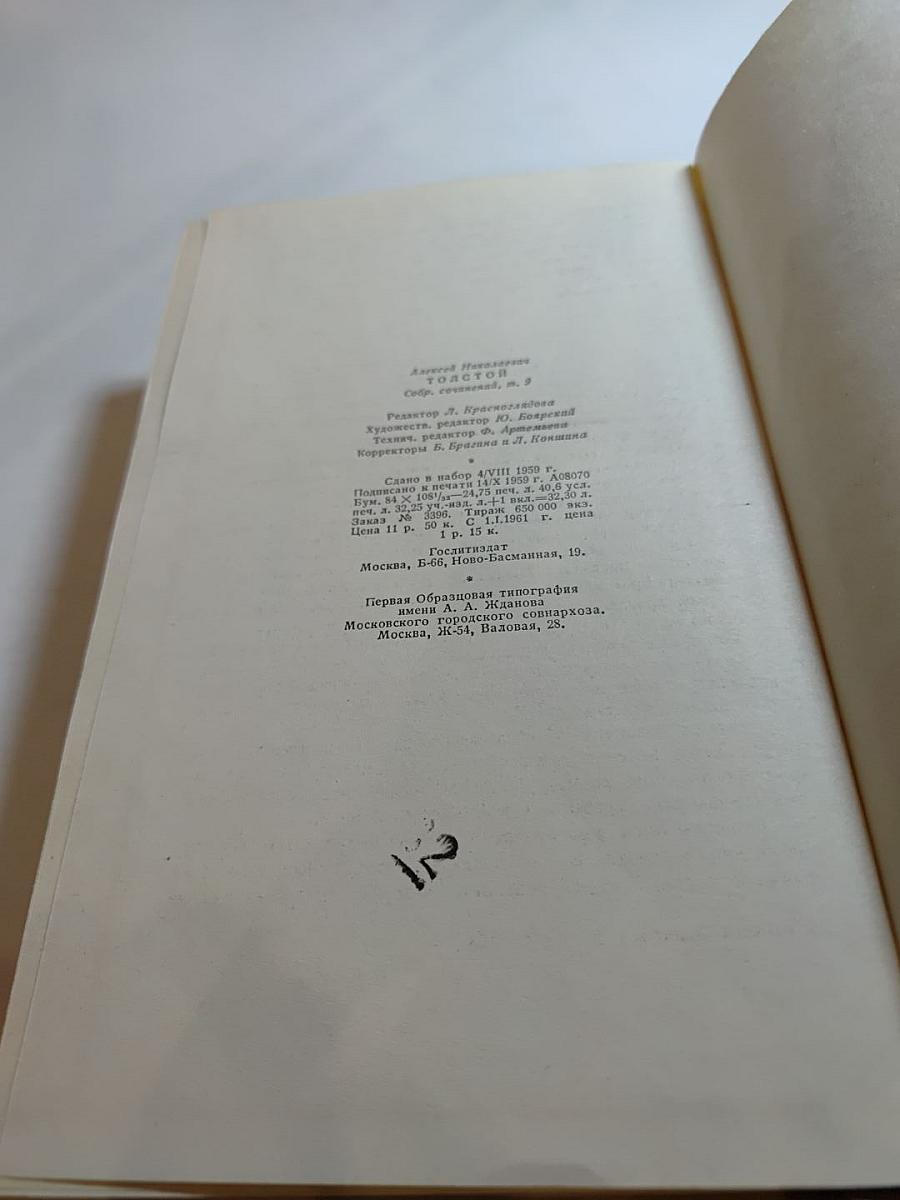 Алексей Николаевич
ТОЛСТОЙ
Собр. сочинений, т. 9
Редактор Л. Красноглядова
Художеств. редактор Ю. Боярский
Технич. редактор Ф. Артемьева
Корректоры Б. Брагина и Л. Коншина
*
Сдано в набор 4/VIII 1959 г.
Подписано к печати 14/X 1959 г. А08070
Бум. 84 × 108¹/₃₂—24,75 печ. л. 40,6 усл.
печ. л. 32,25 уч.-изд. л.+1 вкл.=32,30 л.
Заказ № 3396. Тираж 650 000 экз.
Цена 11 р. 50 к. С 1.I.1961 г. цена
1 р. 15 к.
Гослитиздат
Москва, Б-66, Ново-Басманная, 19.
*
Первая Образцовая типография
имени А. А. Жданова
Московского городского совнархоза.
Москва, Ж-54, Валовая, 28.
12